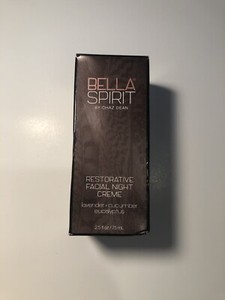 BELLA
SPIRIT
BY CHAZ DEAN
RESTORATIVE
FACIAL NIGHT
CREME
lavender • cucumber
eucalyptus